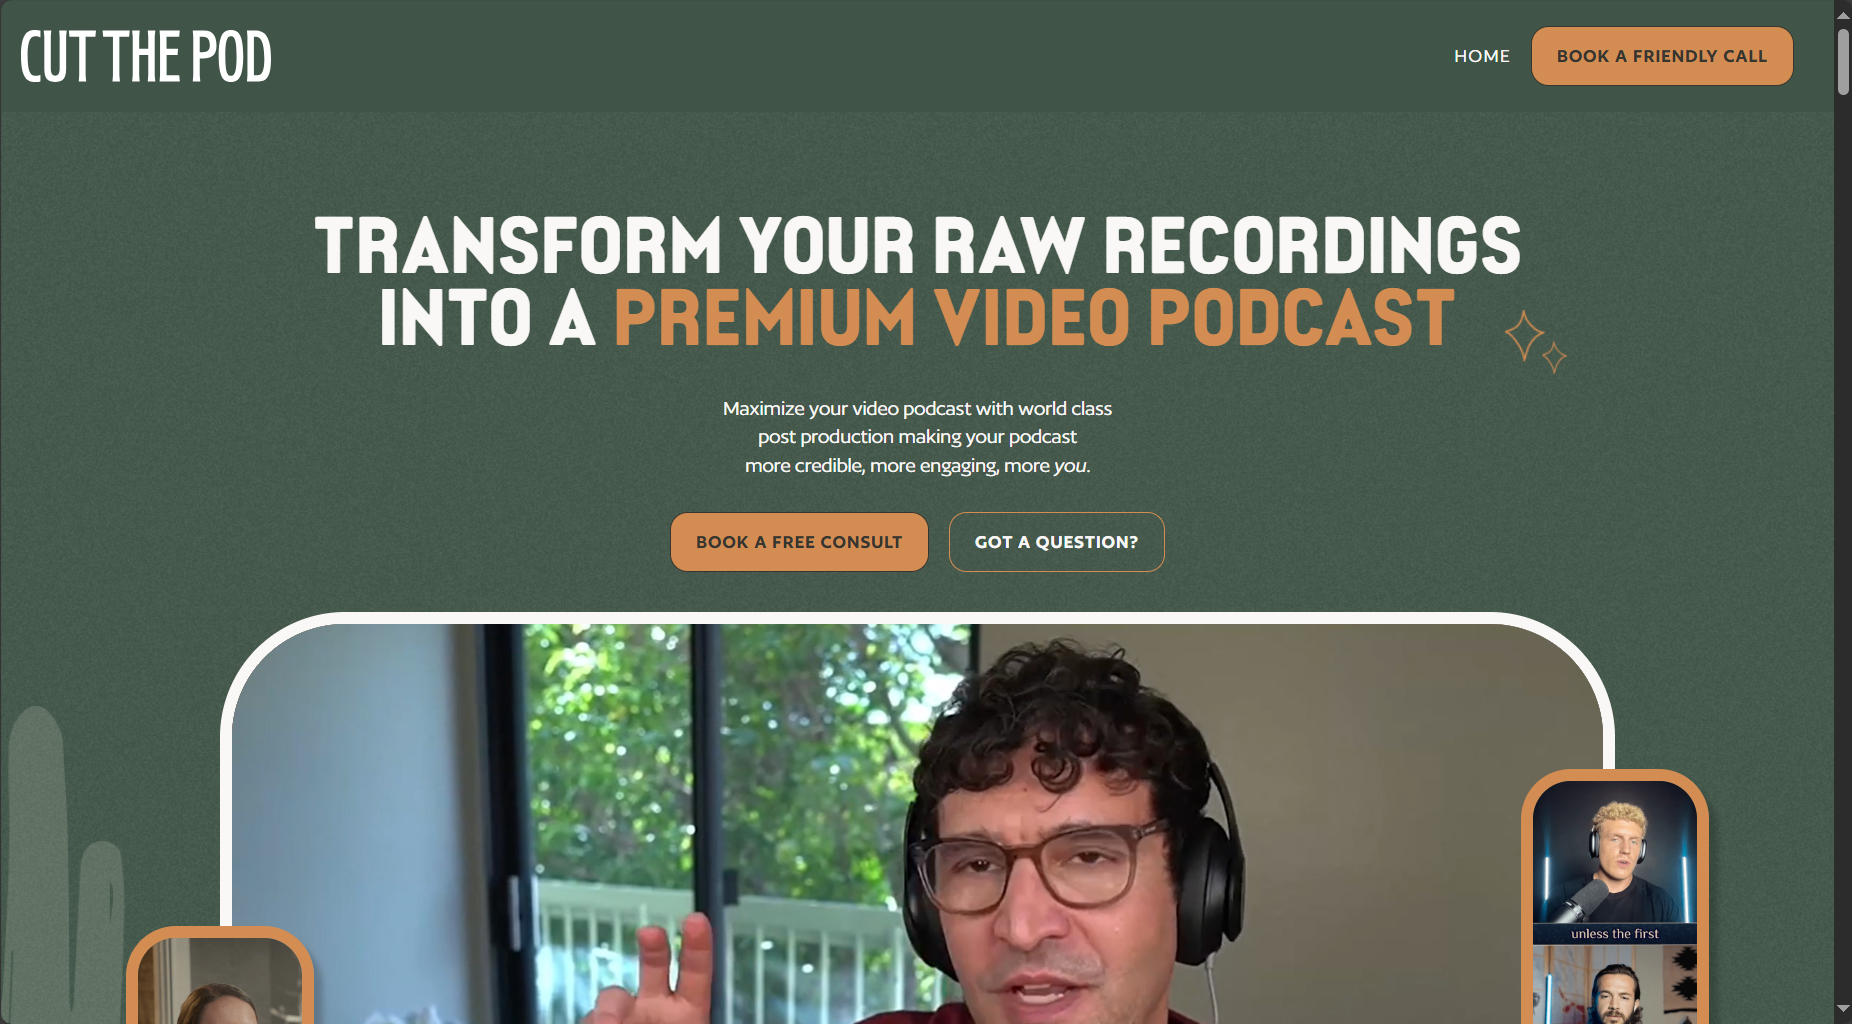 CUT THE POD
HOME
BOOK A FRIENDLY CALL
TRANSFORM YOUR RAW RECORDINGS
INTO A PREMIUM VIDEO PODCAST
Maximize your video podcast with world class
post production making your podcast
more credible, more engaging, more you.
BOOK A FREE CONSULT
GOT A QUESTION?
unless the first